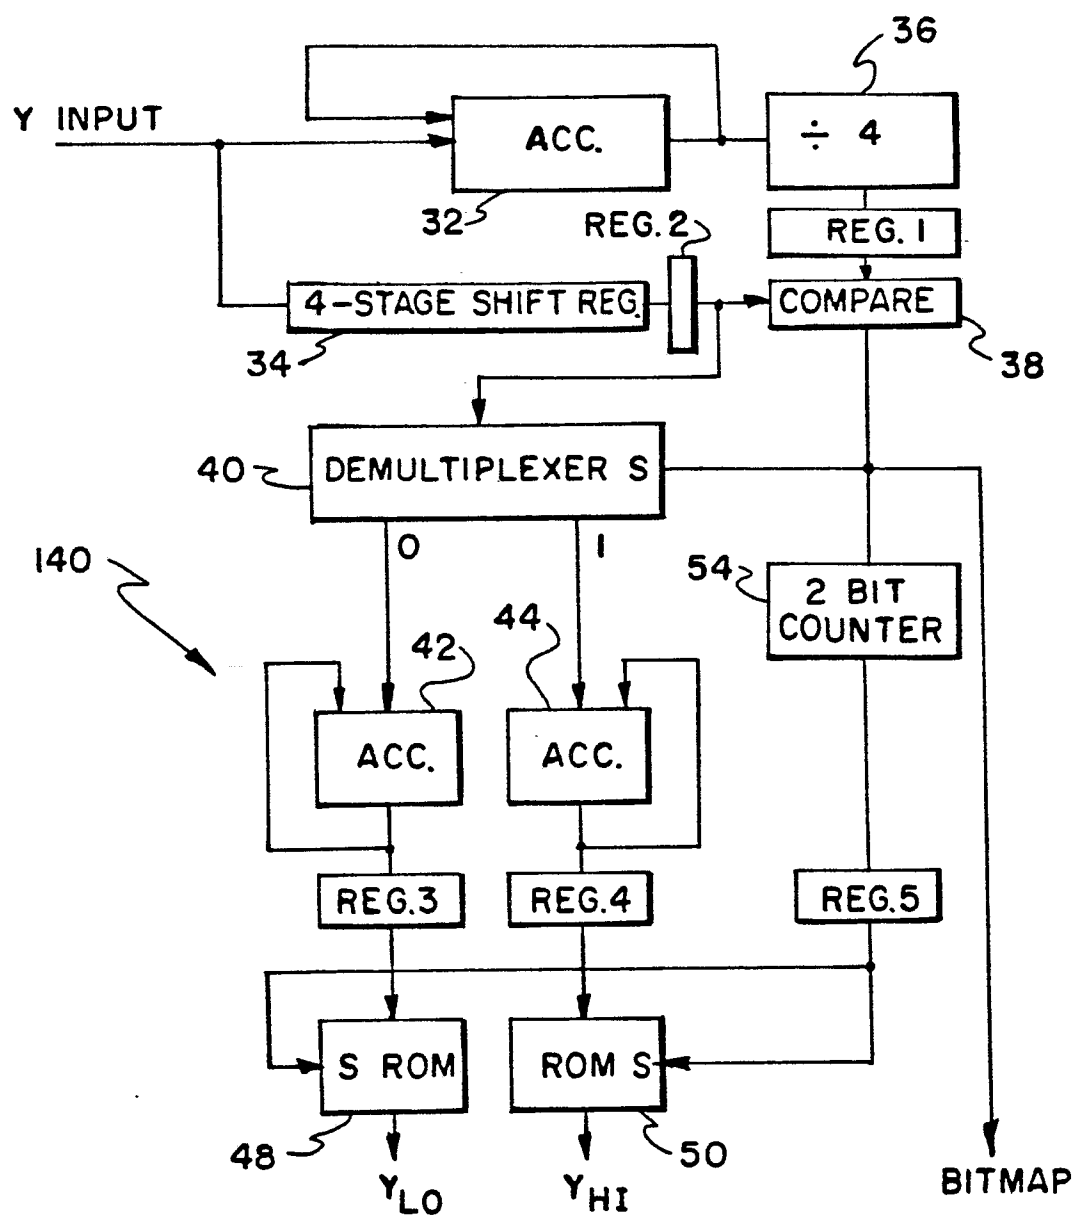 36
Y INPUT
ACC.
÷ 4
32
REG. 2
REG. 1
4-STAGE SHIFT REG.
COMPARE
34
38
40
DEMULTIPLEXER S
0
1
140
54
2 BIT
COUNTER
44
42
ACC.
ACC.
REG.3
REG.4
REG.5
S ROM
ROM S
48
50
YLO
YHI
BITMAP